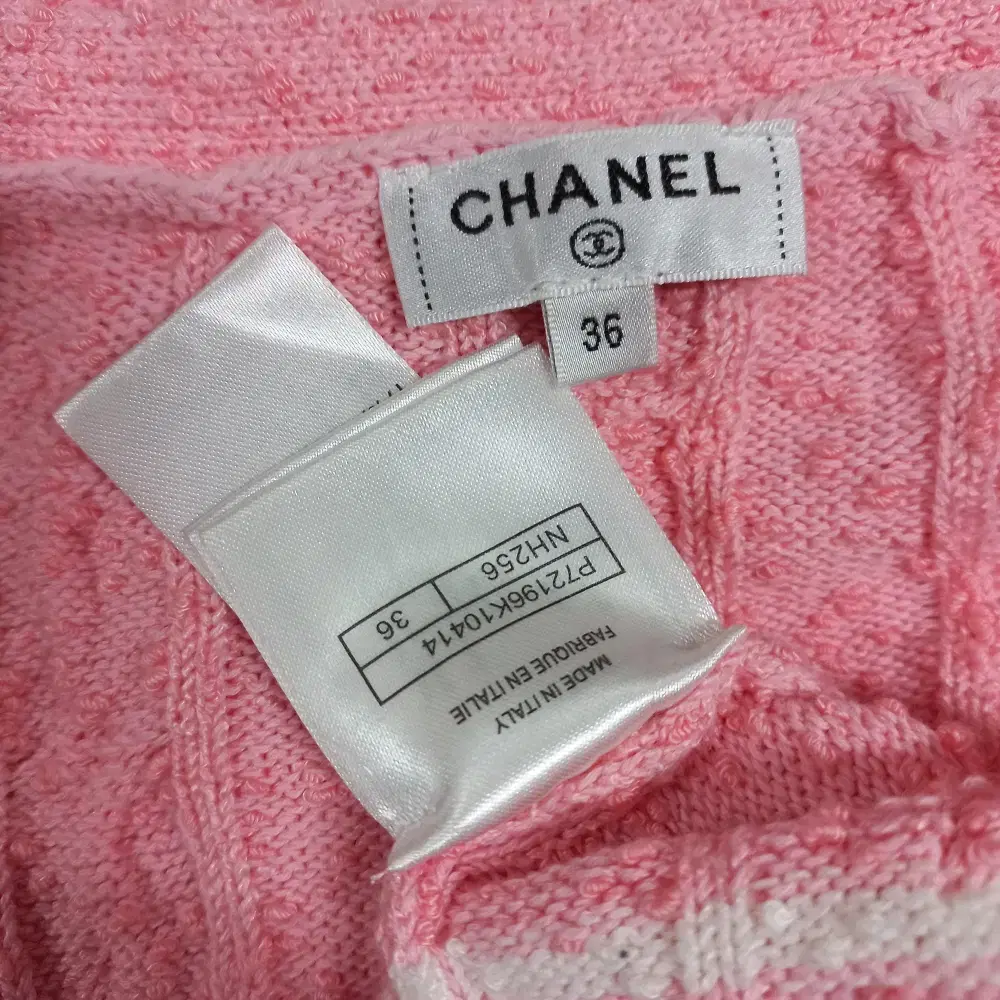 CHANEL
36
MADE IN ITALY
FABRIQUE EN ITALIE
P72196K10414
NH256 36